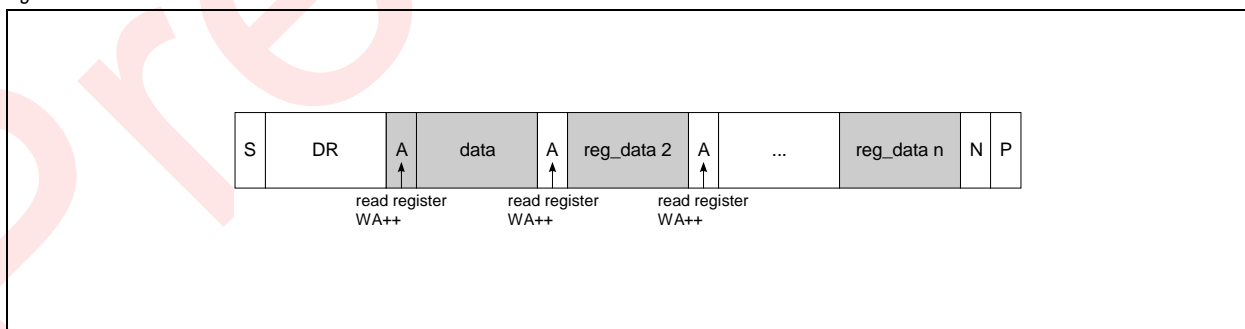 S DR A data A reg_data 2 A ... reg_data n N P
read register read register read register
WA++ WA++ WA++